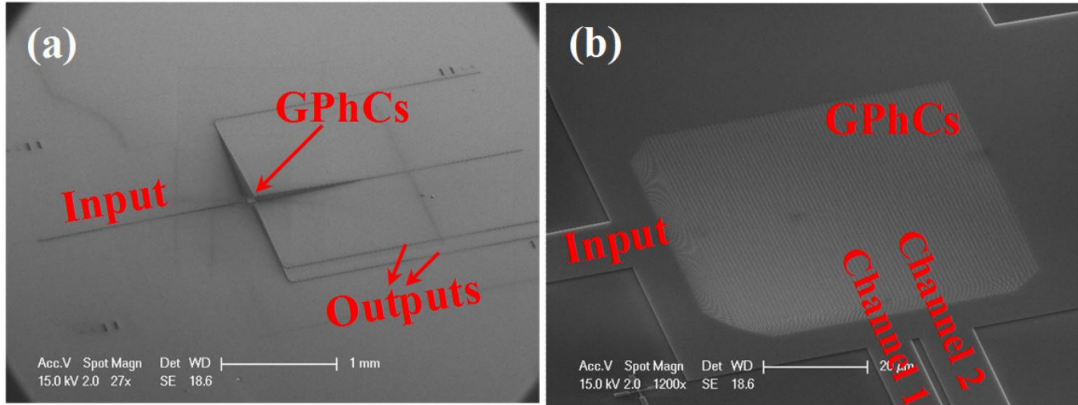 (a)
GPhCs
Input
Outputs
Acc.V Spot Magn Det WD
15.0 kV 2.0 27x SE 18.6
1 mm
(b)
GPhCs
Input
Channel 1
Channel 2
Acc.V Spot Magn Det WD
15.0 kV 2.0 1200x SE 18.6
20 µm